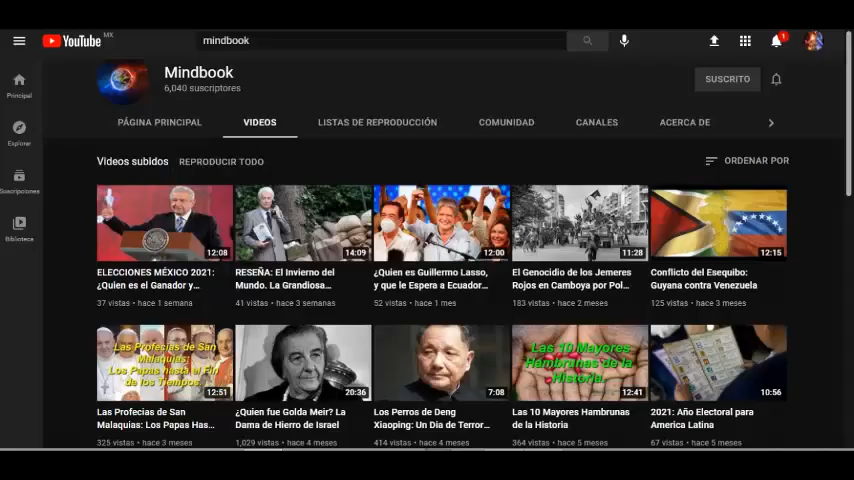 YouTube MX
mindbook
1
Principal
Explorar
Suscripciones
Biblioteca
Mindbook
6,040 suscriptores
SUSCRITO
PÁGINA PRINCIPAL VIDEOS LISTAS DE REPRODUCCIÓN COMUNIDAD CANALES ACERCA DE
Videos subidos REPRODUCIR TODO
ORDENAR POR
12:08
ELECCIONES MÉXICO 2021:
¿Quien es el Ganador y...
37 vistas • hace 1 semana
14:09
RESEÑA: El Invierno del
Mundo. La Grandiosa...
41 vistas • hace 3 semanas
12:00
¿Quien es Guillermo Lasso,
y que le Espera a Ecuador...
52 vistas • hace 1 mes
11:28
El Genocidio de los Jemeres
Rojos en Camboya por Pol...
183 vistas • hace 2 meses
12:15
Conflicto del Esequibo:
Guyana contra Venezuela
125 vistas • hace 3 meses
Las Profecias de San
Malaquias:
Los Papas hasta el Fin
de los Tiempos.
12:51
Las Profecias de San
Malaquias: Los Papas Has...
325 vistas • hace 3 meses
20:36
¿Quien fue Golda Meir? La
Dama de Hierro de Israel
1,029 vistas • hace 4 meses
7:08
Los Perros de Deng
Xiaoping: Un Dia de Terror...
414 vistas • hace 4 meses
Las 10 Mayores
Hambrunas de la
Historia.
12:41
Las 10 Mayores Hambrunas
de la Historia
364 vistas • hace 5 meses
10:56
2021: Año Electoral para
America Latina
67 vistas • hace 5 meses